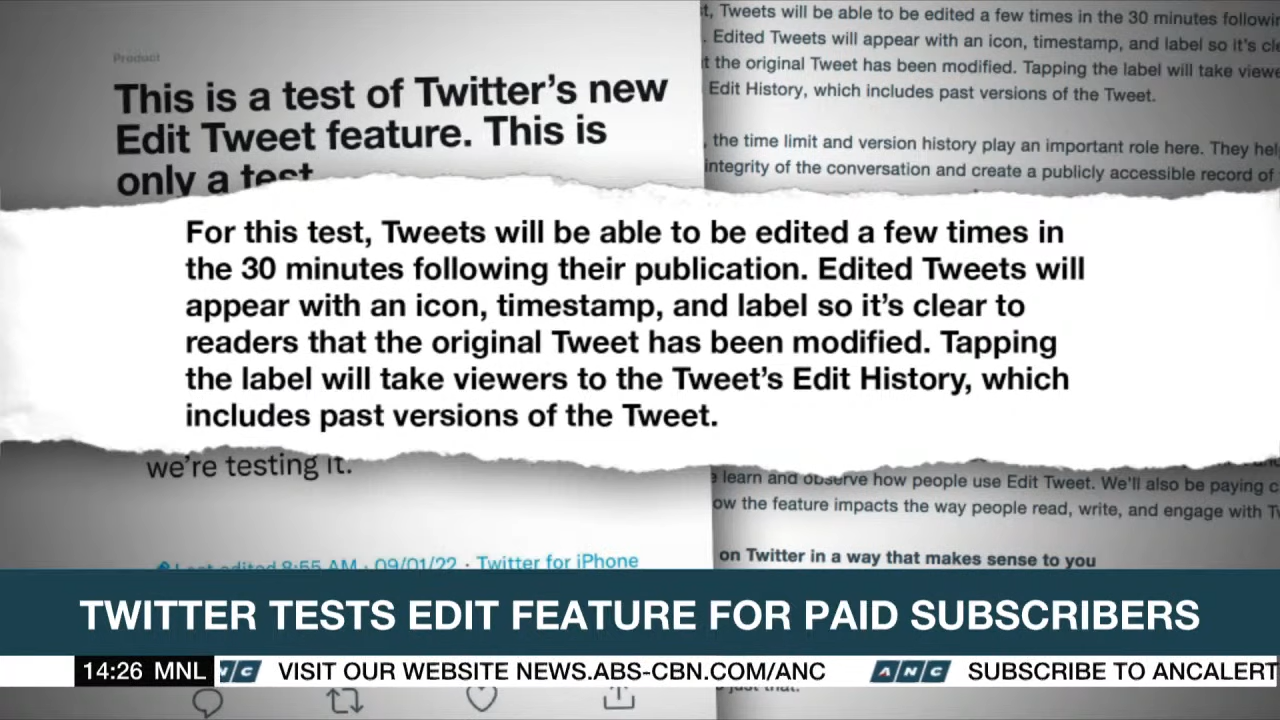 Product
This is a test of Twitter’s new
Edit Tweet feature. This is
only a test
we’re testing it.
Last edited 8:55 AM · 09/01/22 · Twitter for iPhone
Tweets will be able to be edited a few times in the 30 minutes
Edited Tweets will appear with an icon, timestamp, and label so it’s
the original Tweet has been modified. Tapping the label will take
Edit History, which includes past versions of the Tweet.
the time limit and version history play an important role here. They
integrity of the conversation and create a publicly accessible record of
For this test, Tweets will be able to be edited a few times in
the 30 minutes following their publication. Edited Tweets will
appear with an icon, timestamp, and label so it’s clear to
readers that the original Tweet has been modified. Tapping
the label will take viewers to the Tweet’s Edit History, which
includes past versions of the Tweet.
learn and observe how people use Edit Tweet. We’ll also be paying
the feature impacts the way people read, write, and engage with
on Twitter in a way that makes sense to you
TWITTER TESTS EDIT FEATURE FOR PAID SUBSCRIBERS
14:26 MNL VISIT OUR WEBSITE NEWS.ABS-CBN.COM/ANC ANC SUBSCRIBE TO ANCALERT